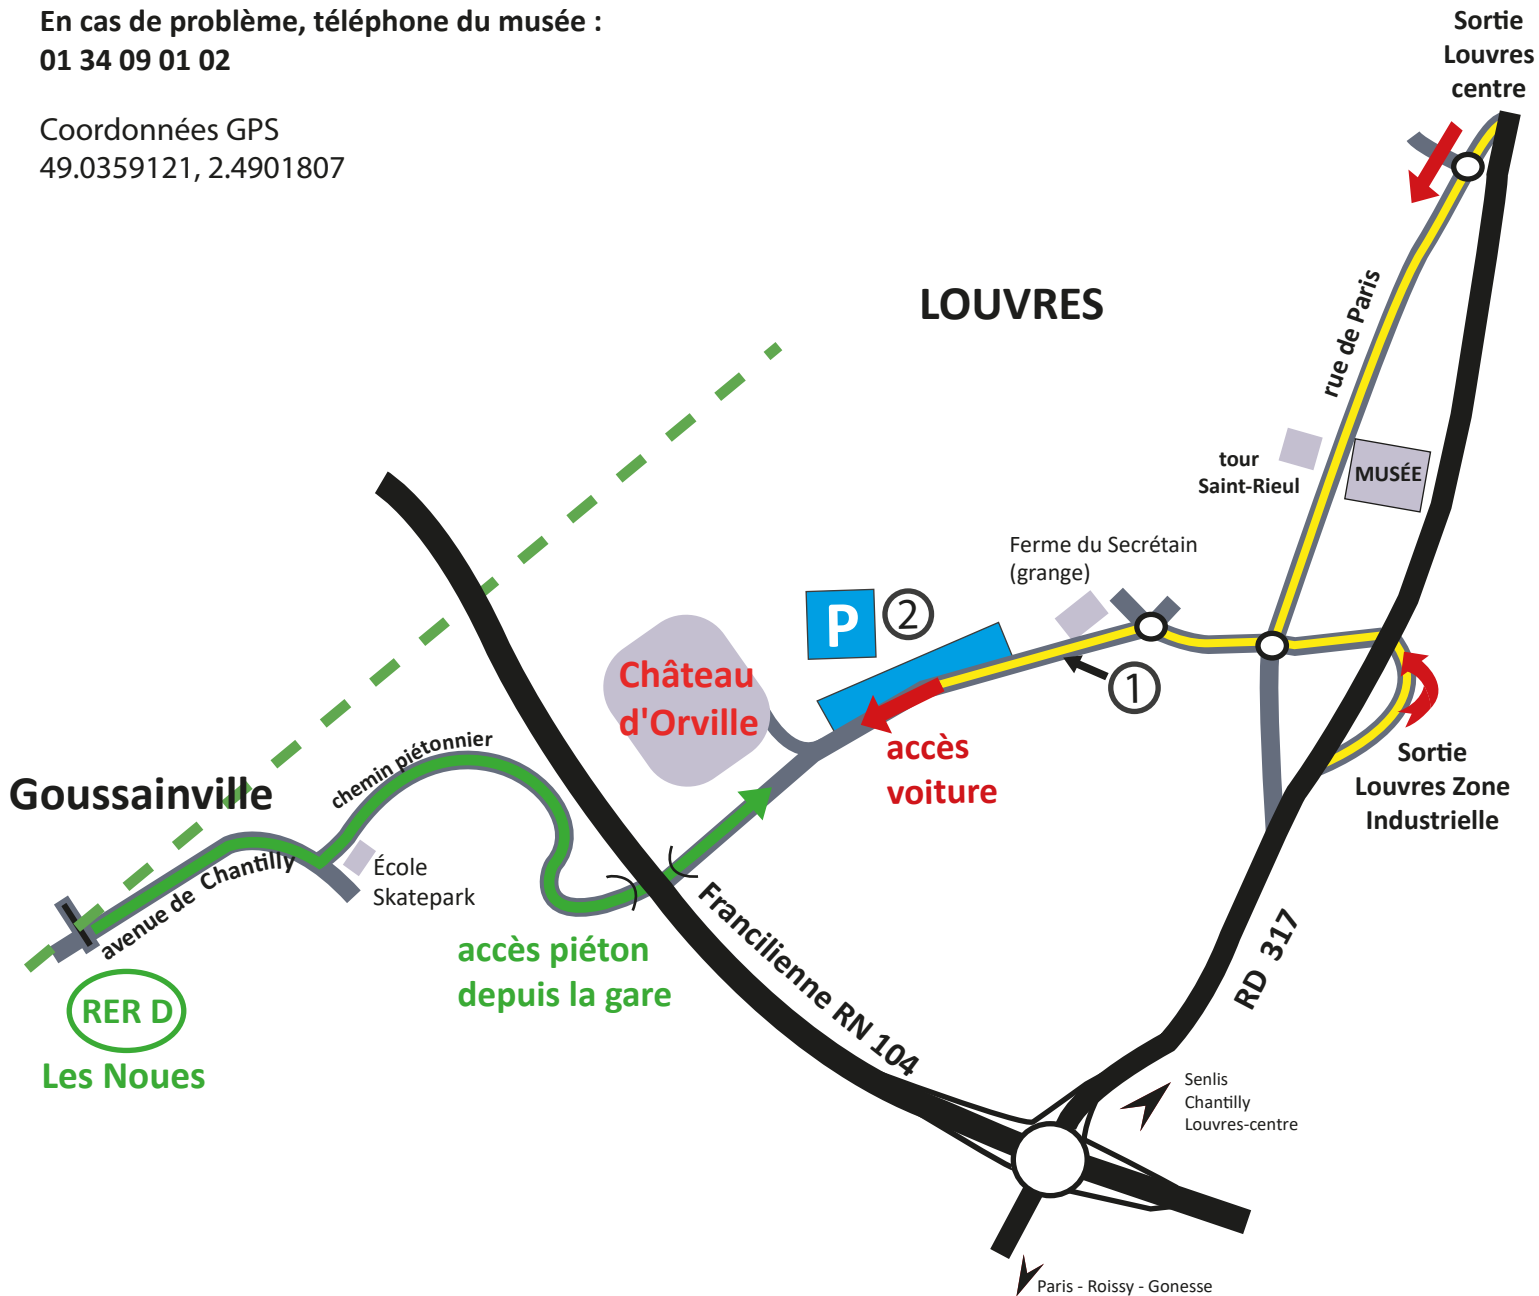 En cas de problème, téléphone du musée :
01 34 09 01 02
Coordonnées GPS
49.0359121, 2.4901807
Sortie
Louvres
centre
LOUVRES
rue de Paris
tour
Saint-Rieul
MUSÉE
Ferme du Secrétain
(grange)
P
2
1
Château
d'Orville
accès
voiture
Sortie
Louvres Zone
Industrielle
Goussainville
chemin piétonnier
avenue de Chantilly
École
Skatepark
accès piéton
depuis la gare
RER D
Les Noues
Francilienne RN 104
RD 317
Senlis
Chantilly
Louvres-centre
Paris - Roissy - Gonesse